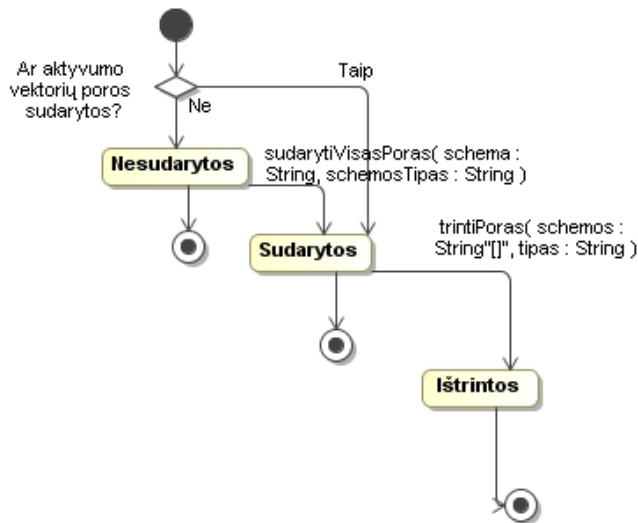 Taip
Ar aktyvumo
vektorių poros
sudarytos?
Ne
Nesudarytos
sudarytiVisasPoras( schema :
String, schemosTipas : String )
Sudarytos
trintiPoras( schemos :
String"[]", tipas : String )
Ištrintos